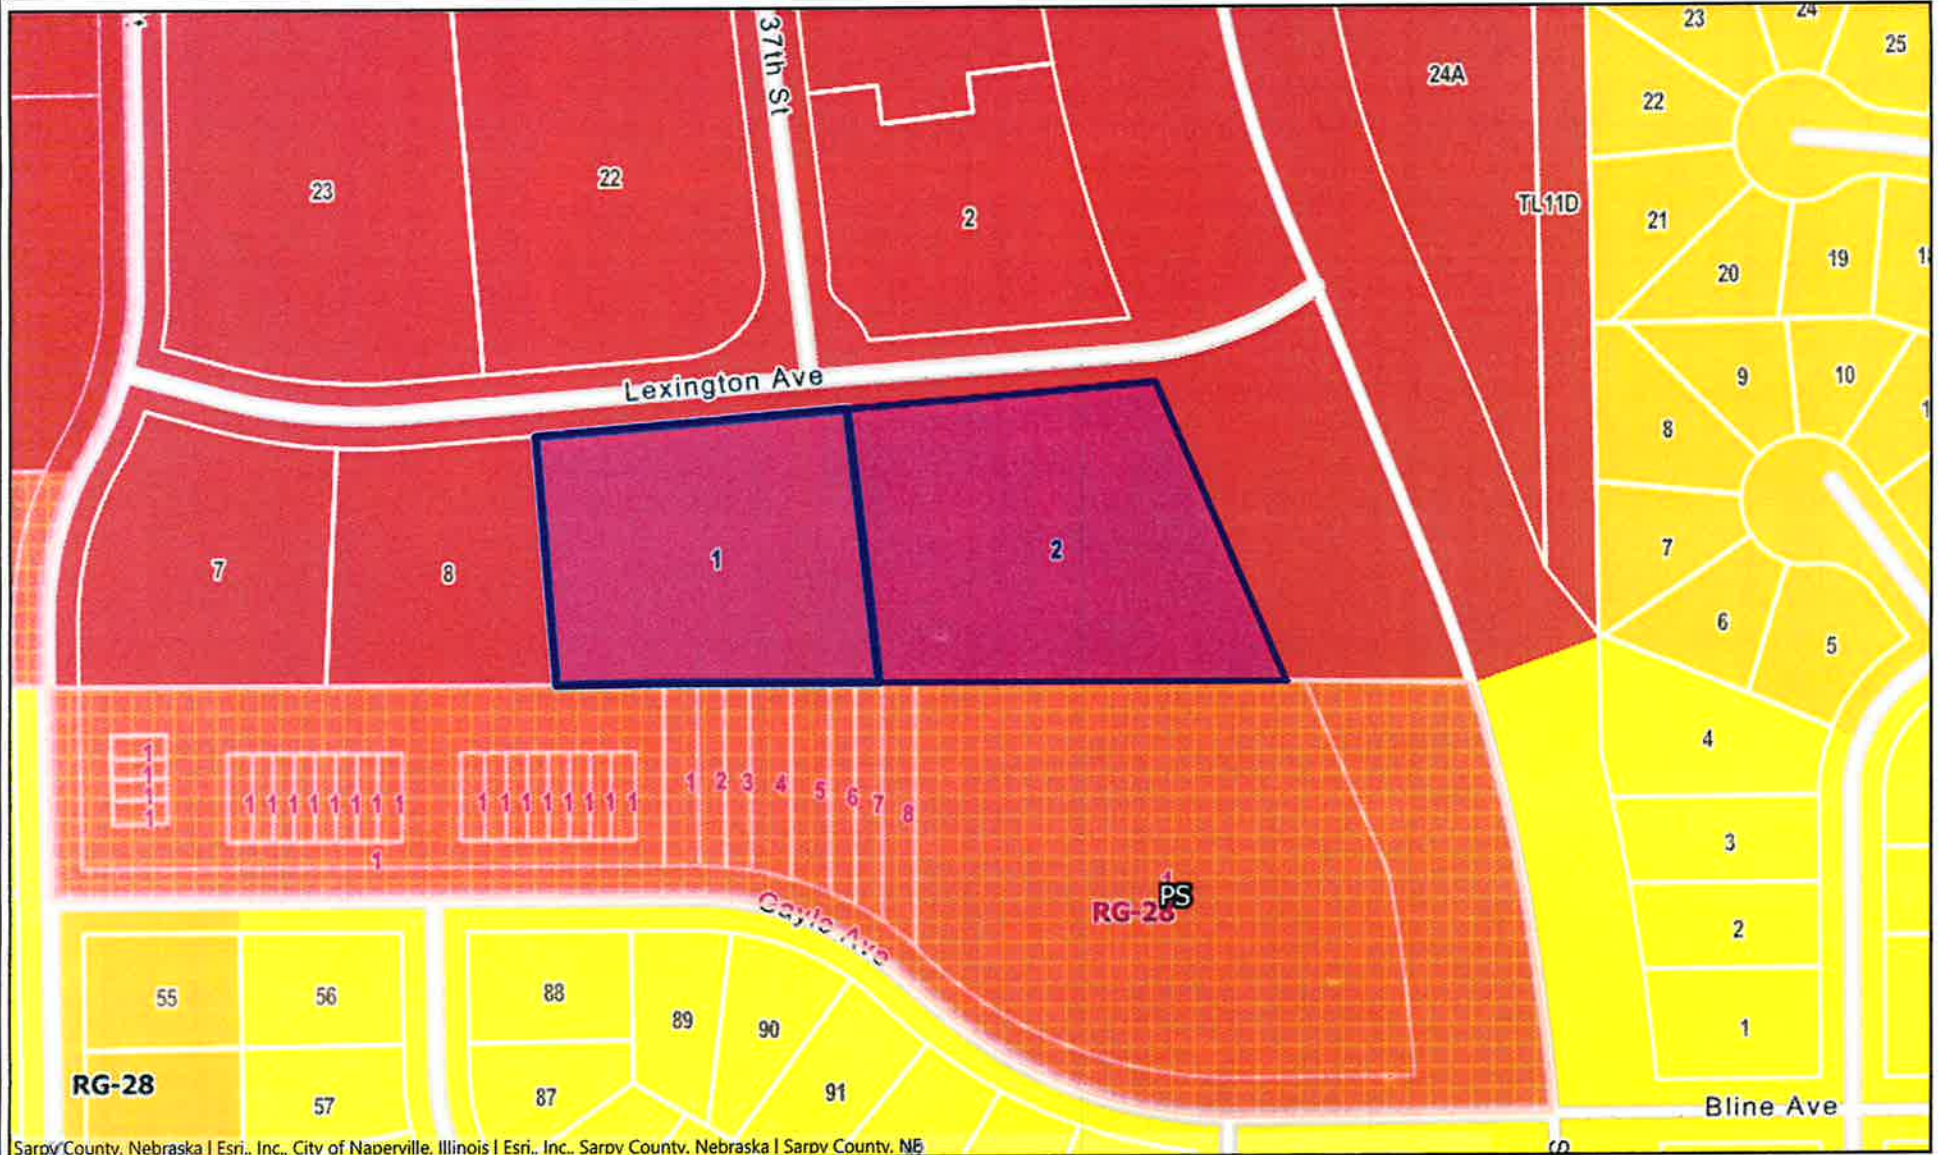 37th St
23
24
25
24A
22
23
22
2
TL11D
21
20
19
Lexington Ave
9
10
8
7
8
1
2
7
6
5
4
1
1
1
1
1 1 1 1 1 1 1 1
1 1 1 1 1 1 1 1
1 2 3 4 5 6 7 8
1
3
1
PS
RG-28
Gayle Ave
2
55
56
88
89
90
1
RG-28
57
87
91
Bline Ave
S
Sarpy County, Nebraska | Esri., Inc., City of Naperville, Illinois | Esri., Inc., Sarpy County, Nebraska | Sarpy County, NE